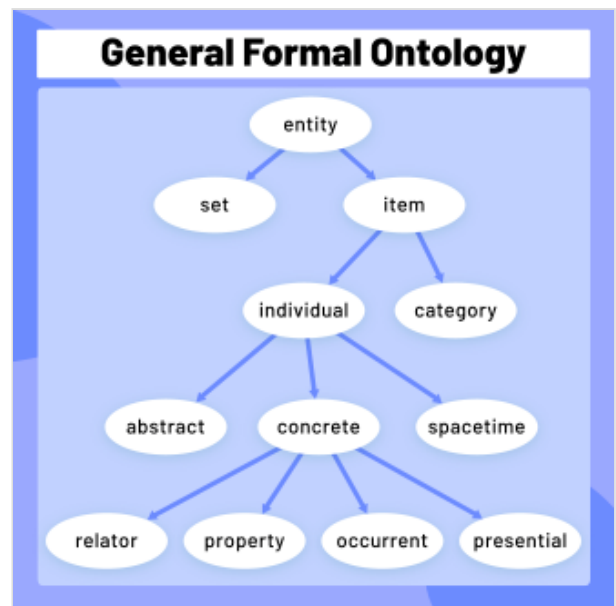 General Formal Ontology
entity
set item
individual category
abstract concrete spacetime
relator property occurrent presential